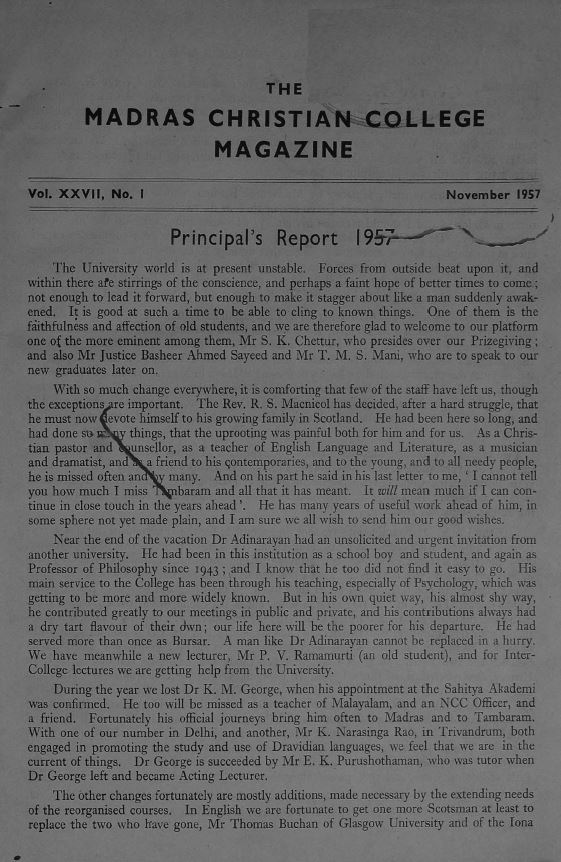 THE
MADRAS CHRISTIAN COLLEGE
MAGAZINE
Vol. XXVII, No. 1 November 1957
Principal's Report 1957
The University world is at present unstable. Forces from outside beat upon it, and
within there are stirrings of the conscience, and perhaps a faint hope of better times to come;
not enough to lead it forward, but enough to make it stagger about like a man suddenly awak-
ened. It is good at such a time to be able to cling to known things. One of them is the
faithfulness and affection of old students, and we are therefore glad to welcome to our platform
one of the more eminent among them, Mr S. K. Chettur, who presides over our Prizegiving;
and also Mr Justice Basheer Ahmed Sayeed and Mr T. M. S. Mani, who are to speak to our
new graduates later on.
With so much change everywhere, it is comforting that few of the staff have left us, though
the exceptions are important. The Rev. R. S. Macnicol has decided, after a hard struggle, that
he must now devote himself to his growing family in Scotland. He had been here so long, and
had done so many things, that the uprooting was painful both for him and for us. As a Chris-
tian pastor and counsellor, as a teacher of English Language and Literature, as a musician
and dramatist, and as a friend to his contemporaries, and to the young, and to all needy people,
he is missed often and by many. And on his part he said in his last letter to me, ' I cannot tell
you how much I miss Tambaram and all that it has meant. It will mean much if I can con-
tinue in close touch in the years ahead '. He has many years of useful work ahead of him, in
some sphere not yet made plain, and I am sure we all wish to send him our good wishes.
Near the end of the vacation Dr Adinarayan had an unsolicited and urgent invitation from
another university. He had been in this institution as a school boy and student, and again as
Professor of Philosophy since 1943; and I know that he too did not find it easy to go. His
main service to the College has been through his teaching, especially of Psychology, which was
getting to be more and more widely known. But in his own quiet way, his almost shy way,
he contributed greatly to our meetings in public and private, and his contributions always had
a dry tart flavour of their own; our life here will be the poorer for his departure. He had
served more than once as Bursar. A man like Dr Adinarayan cannot be replaced in a hurry.
We have meanwhile a new lecturer, Mr P. V. Ramamurti (an old student), and for Inter-
College lectures we are getting help from the University.
During the year we lost Dr K. M. George, when his appointment at the Sahitya Akademi
was confirmed. He too will be missed as a teacher of Malayalam, and an NCC Officer, and
a friend. Fortunately his official journeys bring him often to Madras and to Tambaram.
With one of our number in Delhi, and another, Mr K. Narasinga Rao, in Trivandrum, both
engaged in promoting the study and use of Dravidian languages, we feel that we are in the
current of things. Dr George is succeeded by Mr E. K. Purushothaman, who was tutor when
Dr George left and became Acting Lecturer.
The other changes fortunately are mostly additions, made necessary by the extending needs
of the reorganised courses. In English we are fortunate to get one more Scotsman at least to
replace the two who have gone, Mr Thomas Buchan of Glasgow University and of the Iona